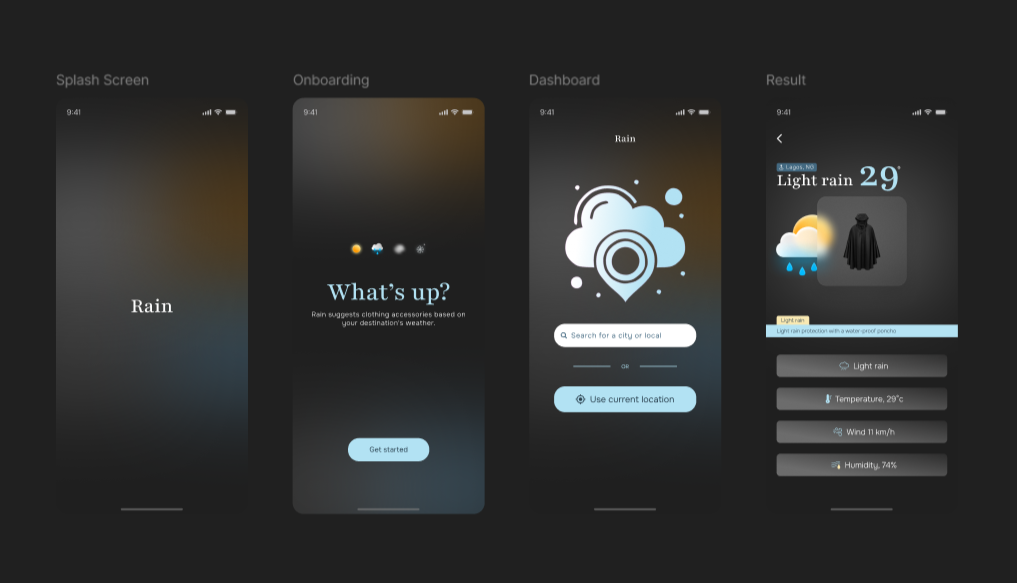 Splash Screen
9:41
Rain
Onboarding
9:41
What's up?
Rain suggests clothing accessories based on
your destination's weather.
Get started
Dashboard
9:41
Rain
Search for a city or local
OR
Use current location
Result
9:41
Lagos, NG
Light rain 29°
Light rain
Light rain protection with a water-proof poncho
Light rain
Temperature, 29°c
Wind 11 km/h
Humidity, 74%